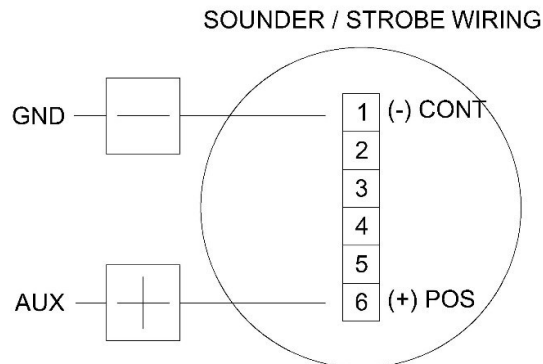 SOUNDER / STROBE WIRING
GND
1 (-) CONT
2
3
4
5
AUX
6 (+) POS